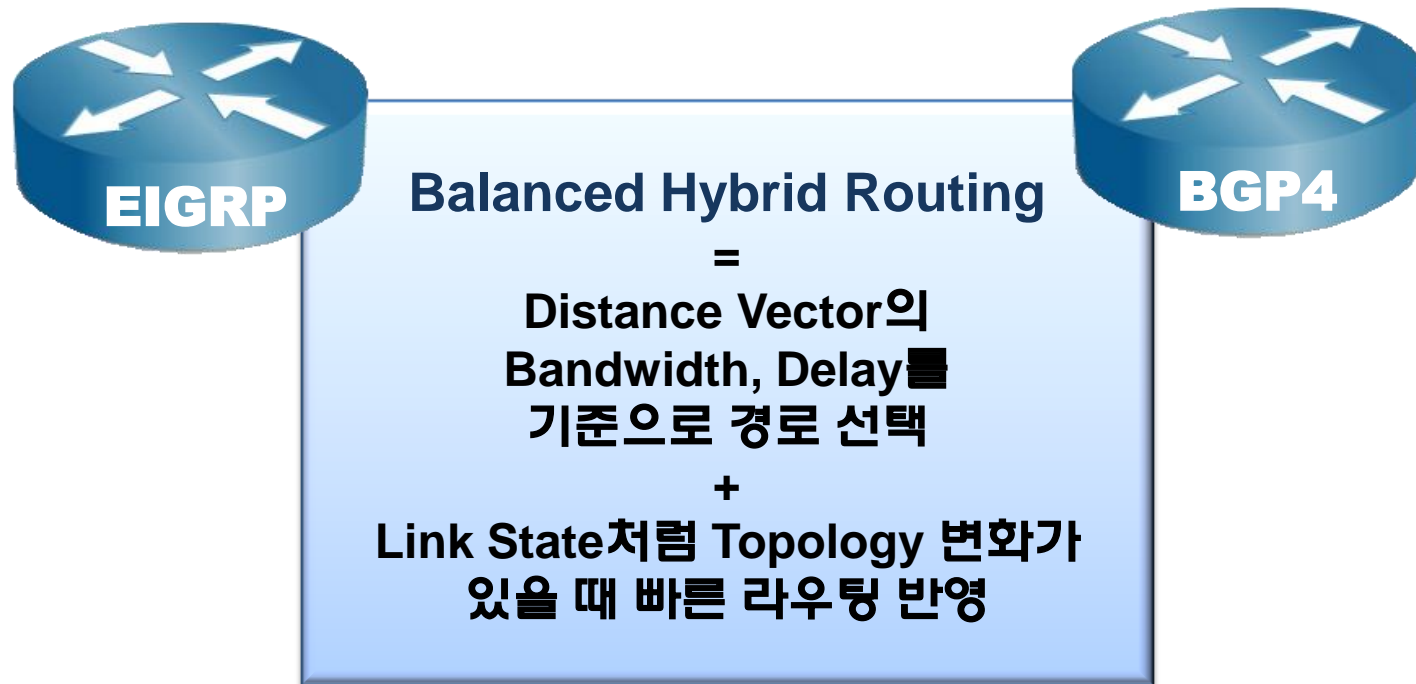 EIGRP
BGP4
Balanced Hybrid Routing
=
Distance Vector의
Bandwidth, Delay를
기준으로 경로 선택
+
Link State처럼 Topology 변화가
있을 때 빠른 라우팅 반영